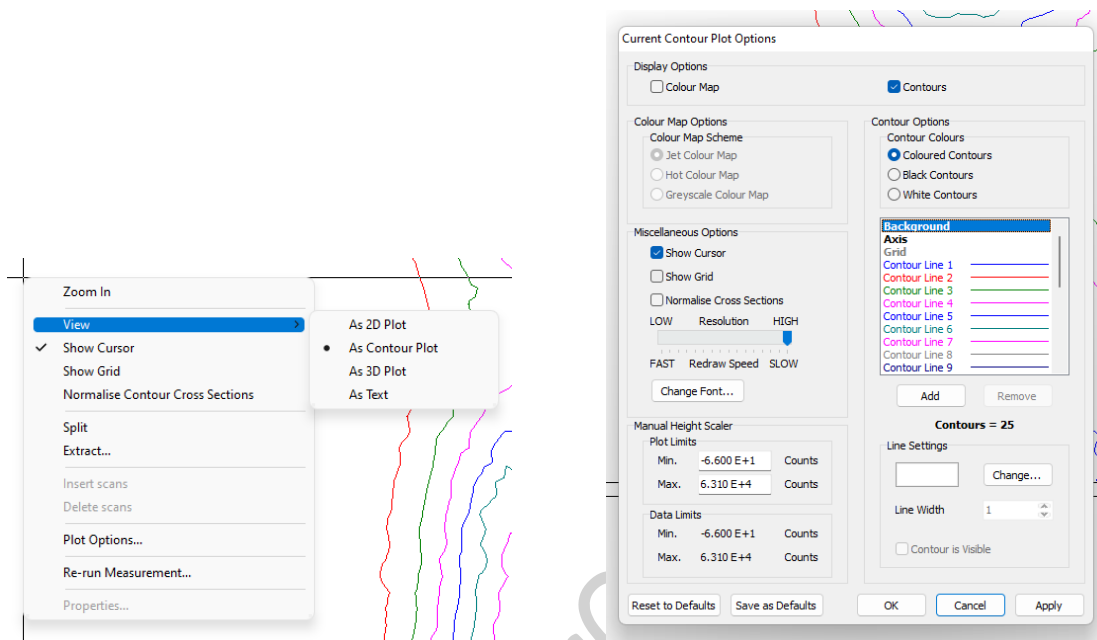 Zoom In
View
Show Cursor
Show Grid
Normalise Contour Cross Sections
Split
Extract...
Insert scans
Delete scans
Plot Options...
Re-run Measurement...
Properties...
As 2D Plot
As Contour Plot
As 3D Plot
As Text
Current Contour Plot Options
Display Options
Colour Map
Contours
Colour Map Options
Colour Map Scheme
Jet Colour Map
Hot Colour Map
Greyscale Colour Map
Miscellaneous Options
Show Cursor
Show Grid
Normalise Cross Sections
LOW Resolution HIGH
FAST Redraw Speed SLOW
Change Font...
Manual Height Scaler
Plot Limits
Min. -6.600 E+1 Counts
Max. 6.310 E+4 Counts
Data Limits
Min. -6.600 E+1 Counts
Max. 6.310 E+4 Counts
Contour Options
Contour Colours
Coloured Contours
Black Contours
White Contours
Background
Axis
Grid
Contour Line 1
Contour Line 2
Contour Line 3
Contour Line 4
Contour Line 5
Contour Line 6
Contour Line 7
Contour Line 8
Contour Line 9
Add Remove
Contours = 25
Line Settings
Change...
Line Width 1
Contour is Visible
Reset to Defaults Save as Defaults OK Cancel Apply